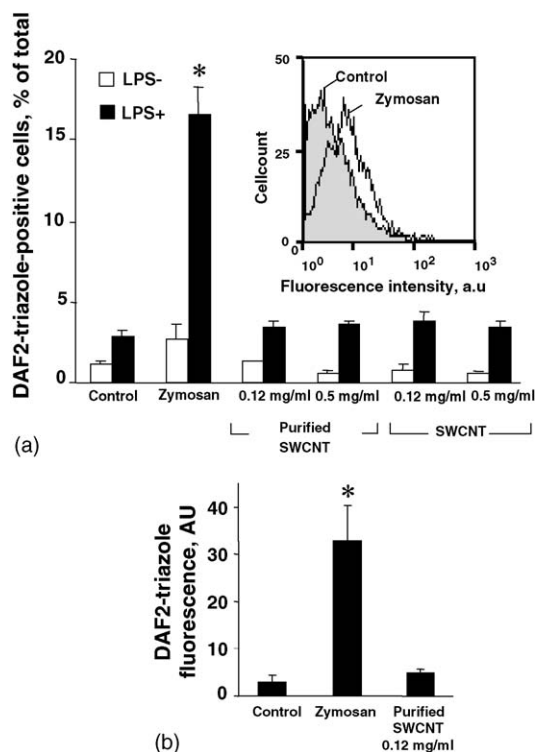 DAF2-triazole-positive cells, % of total
20
15
10
5
0
LPS-
LPS+
*
Control
Zymosan
0.12 mg/ml
0.5 mg/ml
0.12 mg/ml
0.5 mg/ml
Purified
SWCNT
SWCNT
50
25
0
Cellcount
Control
Zymosan
10⁰
10¹
10²
10³
Fluorescence intensity, a.u
(a)
DAF2-triazole
fluorescence, AU
40
30
20
10
0
*
Control
Zymosan
Purified
SWCNT
0.12 mg/ml
(b)